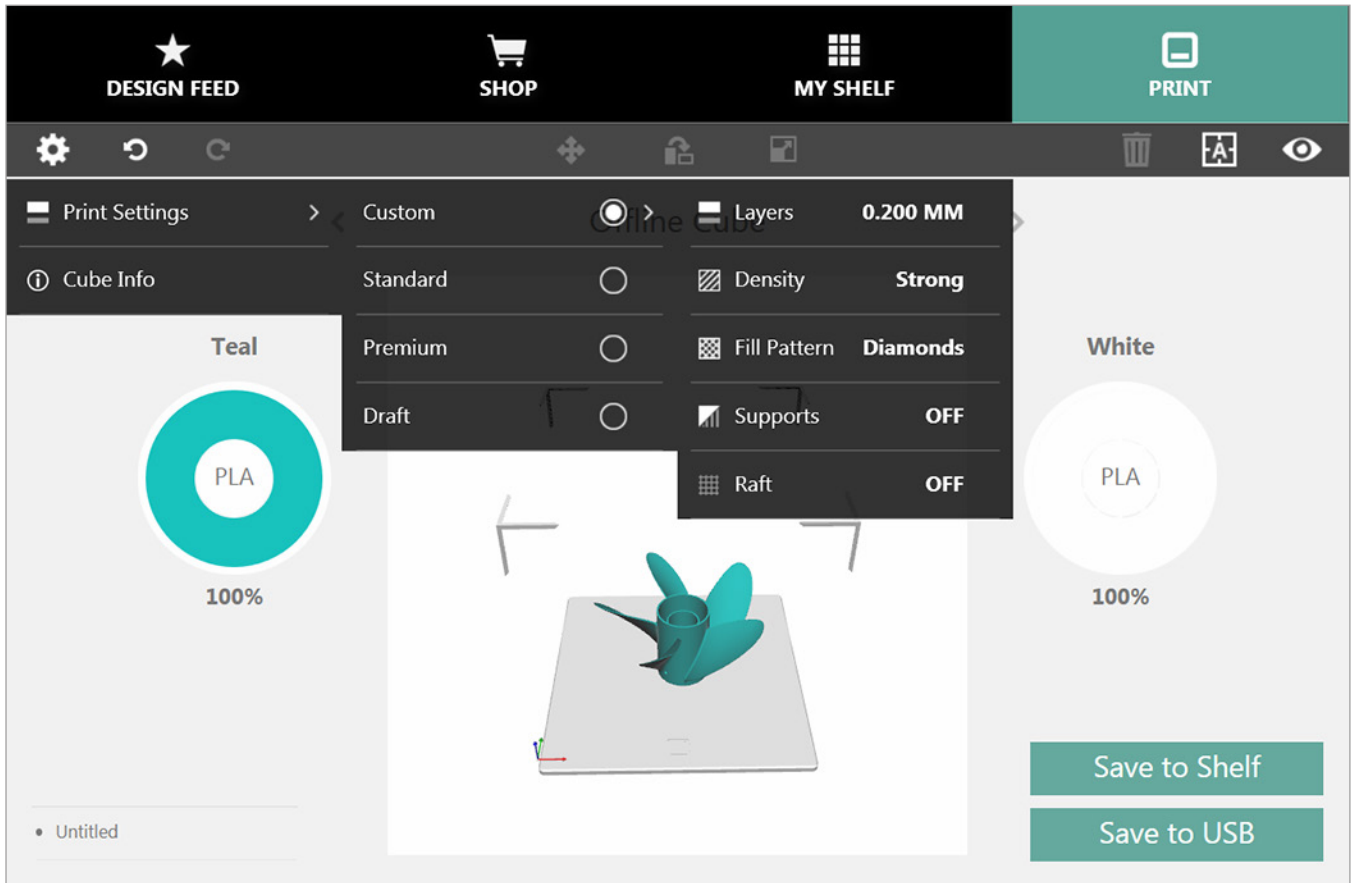 DESIGN FEED
SHOP
MY SHELF
PRINT
A
Print Settings
Cube Info
Custom
Standard
Premium
Draft
Offline Cube
Layers 0.200 MM
Density Strong
Fill Pattern Diamonds
Supports OFF
Raft OFF
Teal
PLA
100%
White
PLA
100%
Untitled
Save to Shelf
Save to USB